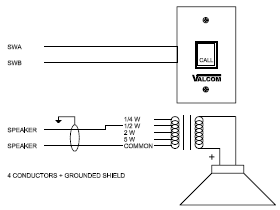 SWA
SWB
CALL
VALCOM
1/4 W
1/2 W
2 W
5 W
COMMON
SPEAKER
SPEAKER
+
4 CONDUCTORS + GROUNDED SHIELD